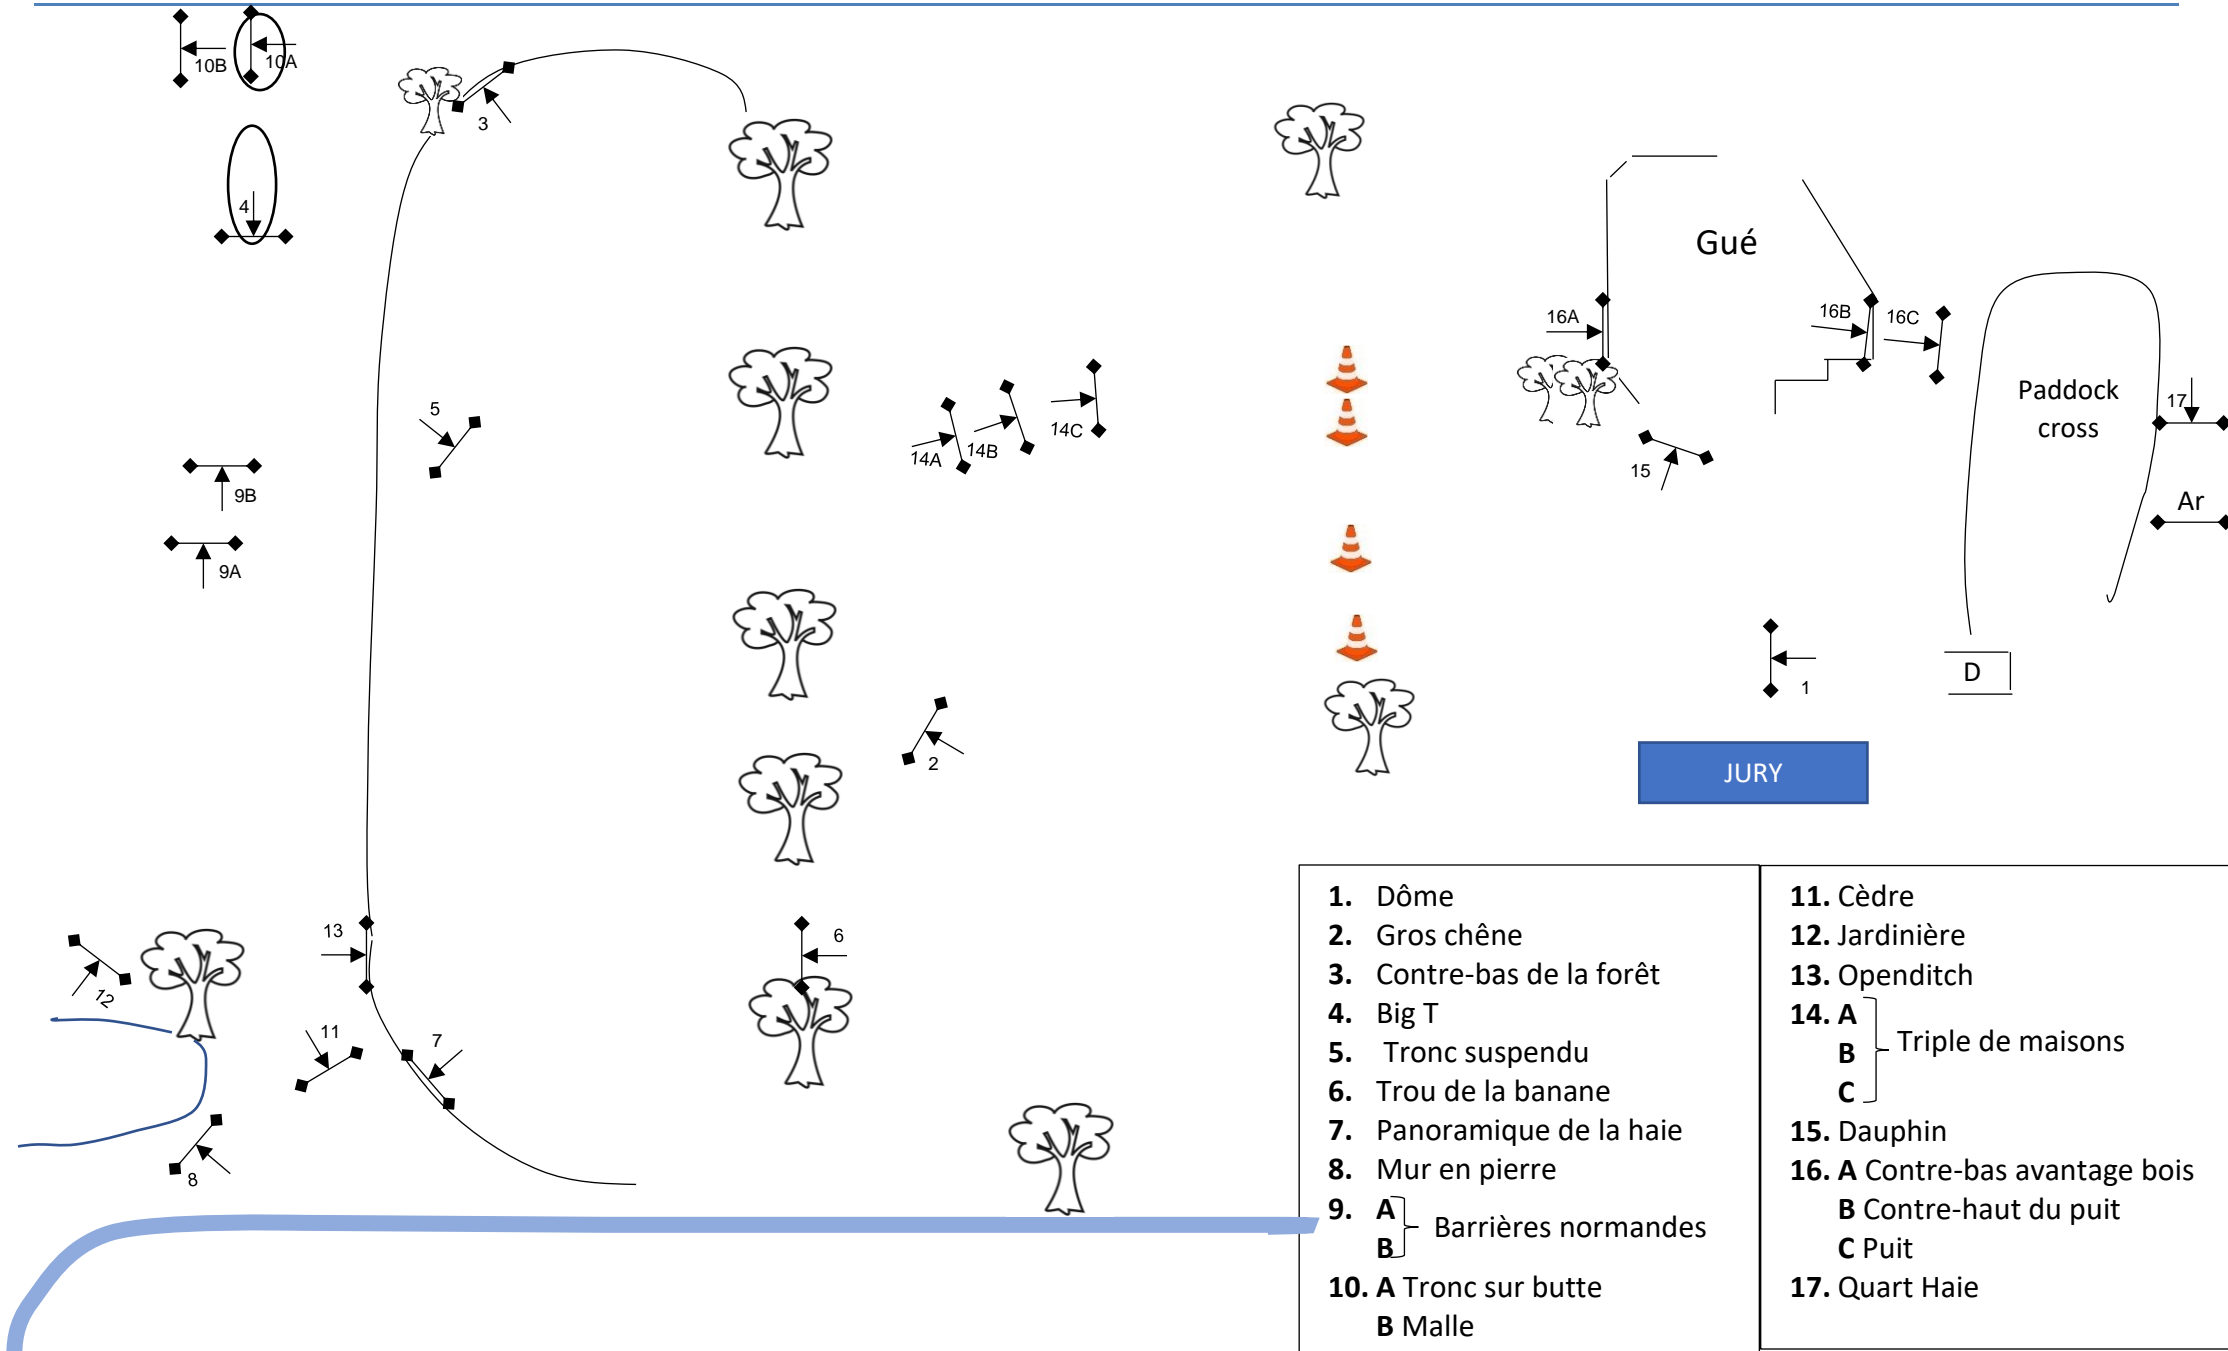 10B
10A
3
4
Gué
16A
16B
16C
5
Paddock
cross
17
14A
14B
14C
15
9B
Ar
9A
D
1
2
JURY
13
6
12
11
7
8
1. Dôme
2. Gros chêne
3. Contre-bas de la forêt
4. Big T
5. Tronc suspendu
6. Trou de la banane
7. Panoramique de la haie
8. Mur en pierre
9. A
Barrières normandes
B
10. A Tronc sur butte
B Malle
11. Cèdre
12. Jardinière
13. Openditch
14. A
B Triple de maisons
C
15. Dauphin
16. A Contre-bas avantage bois
B Contre-haut du puit
C Puit
17. Quart Haie